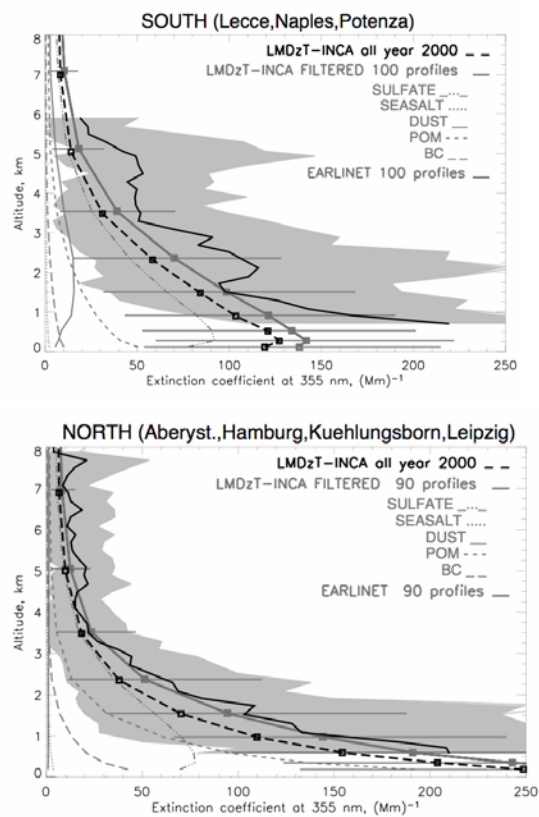 SOUTH (Lecce,Naples,Potenza)
LMDzT-INCA all year 2000
LMDzT-INCA FILTERED 100 profiles
SULFATE _..._
SEASALT .....
DUST __
POM ----
BC _ _
EARLINET 100 profiles
8
7
6
5
4
3
2
1
0
Altitude, km
0 50 100 150 200 250
Extinction coefficient at 355 nm, (Mm)⁻¹
NORTH (Aberyst.,Hamburg,Kuehlungsborn,Leipzig)
LMDzT-INCA all year 2000
LMDzT-INCA FILTERED 90 profiles
SULFATE _..._
SEASALT .....
DUST __
POM ----
BC _ _
EARLINET 90 profiles
8
7
6
5
4
3
2
1
0
Altitude, km
0 50 100 150 200 250
Extinction coefficient at 355 nm, (Mm)⁻¹